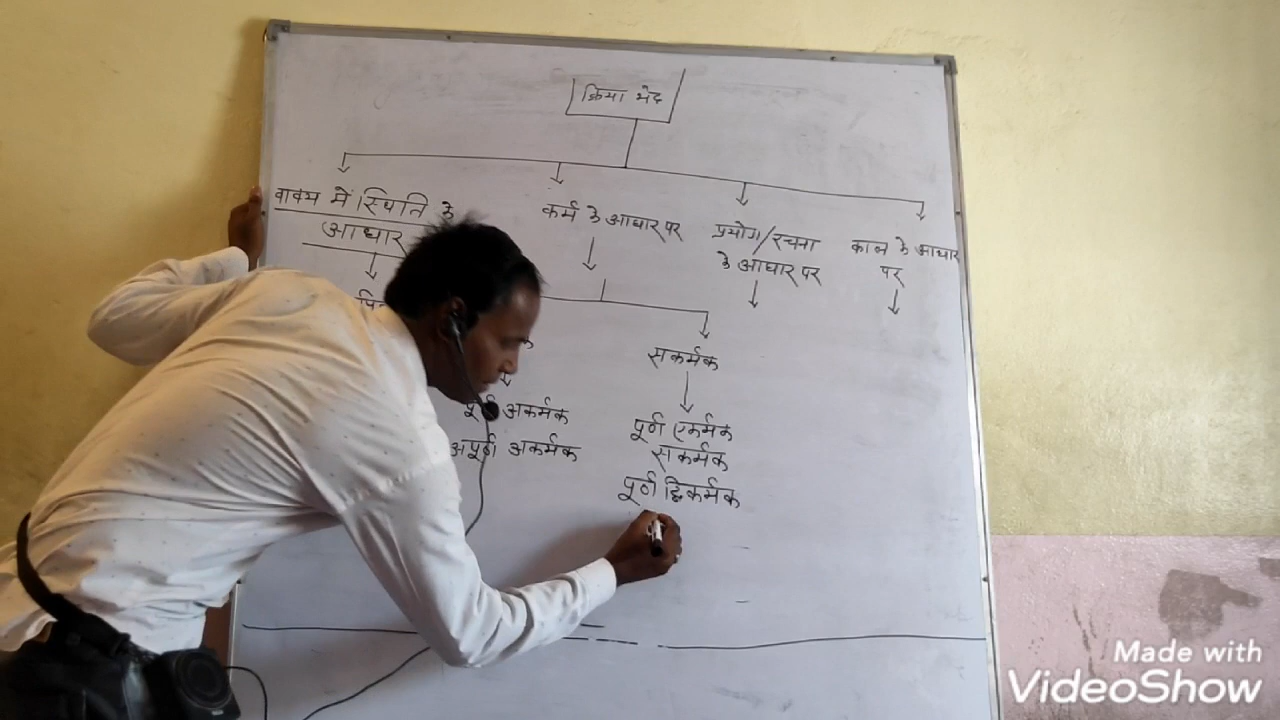 क्रिया भेद
वाक्य में स्थिति के
आधार
कर्म के आधार पर
प्रयोग/रचना
के आधार पर
काल के आधार
पर
सकर्मक
पूर्ण अकर्मक
अपूर्ण अकर्मक
पूर्ण एकर्मक
सकर्मक
पूर्ण द्विकर्मक
Made with
VideoShow